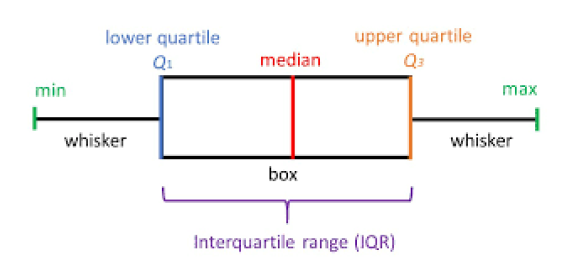 lower quartile
Q1
median
upper quartile
Q3
min
max
whisker
whisker
box
Interquartile range (IQR)